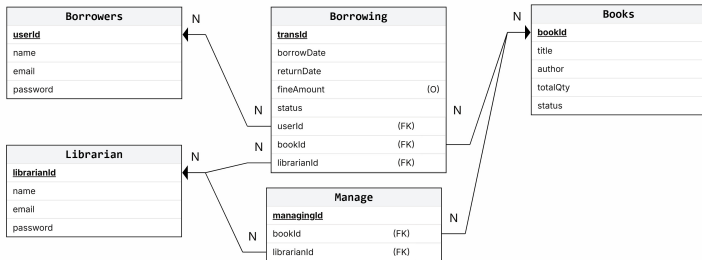 Borrowers
userId
name
email
password
N
Borrowing
transId
borrowDate
returnDate
fineAmount (O)
status
userId (FK)
bookId (FK)
librarianId (FK)
N
N
N
N
Books
bookId
title
author
totalQty
status
Librarian
librarianId
name
email
password
N
Manage
managingId
bookId (FK)
librarianId (FK)
N
N